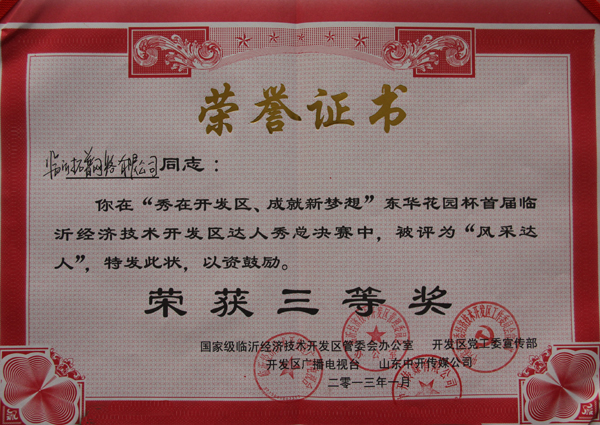 荣誉证书
临沂拓普网络有限公司同志：
你在“秀在开发区、成就新梦想”东华花园杯首届临
沂经济技术开发区达人秀总决赛中，被评为“风采达
人”，特发此状，以资鼓励。
荣获三等奖
国家级临沂经济技术开发区管委会办公室 开发区党工委宣传部
开发区广播电视台 山东中开传媒公司
二零一三年一月